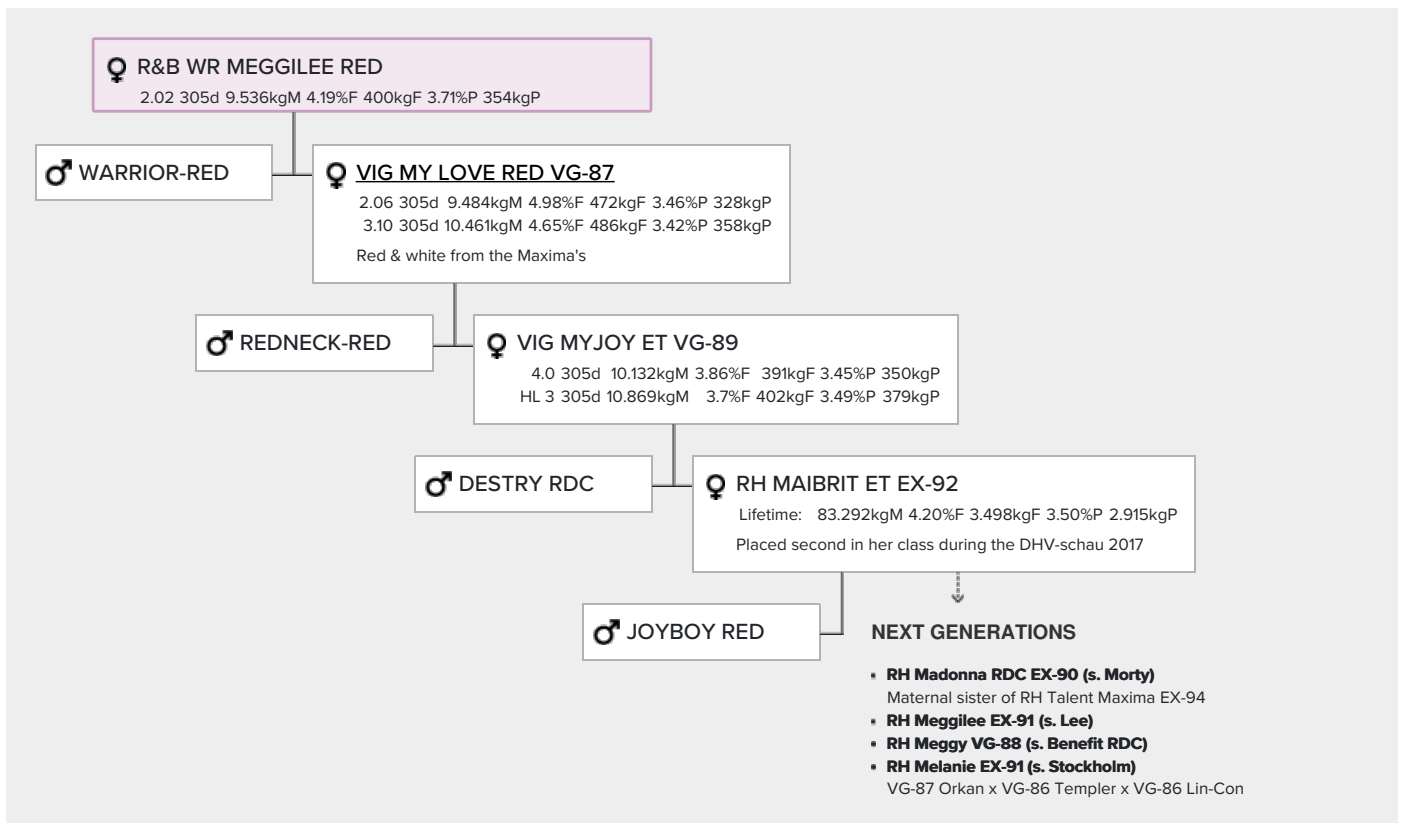 R&B WR MEGGILEE RED
2.02 305d 9.536kgM 4.19%F 400kgF 3.71%P 354kgP
WARRIOR-RED
VIG MY LOVE RED VG-87
2.06 305d 9.484kgM 4.98%F 472kgF 3.46%P 328kgP
3.10 305d 10.461kgM 4.65%F 486kgF 3.42%P 358kgP
Red & white from the Maxima's
REDNECK-RED
VIG MYJOY ET VG-89
4.0 305d 10.132kgM 3.86%F 391kgF 3.45%P 350kgP
HL 3 305d 10.869kgM 3.7%F 402kgF 3.49%P 379kgP
DESTRY RDC
RH MAIBRIT ET EX-92
Lifetime: 83.292kgM 4.20%F 3.498kgF 3.50%P 2.915kgP
Placed second in her class during the DHV-schau 2017
JOYBOY RED
NEXT GENERATIONS
RH Madonna RDC EX-90 (s. Morty)
Maternal sister of RH Talent Maxima EX-94
RH Meggilee EX-91 (s. Lee)
RH Meggy VG-88 (s. Benefit RDC)
RH Melanie EX-91 (s. Stockholm)
VG-87 Orkan x VG-86 Templer x VG-86 Lin-Con